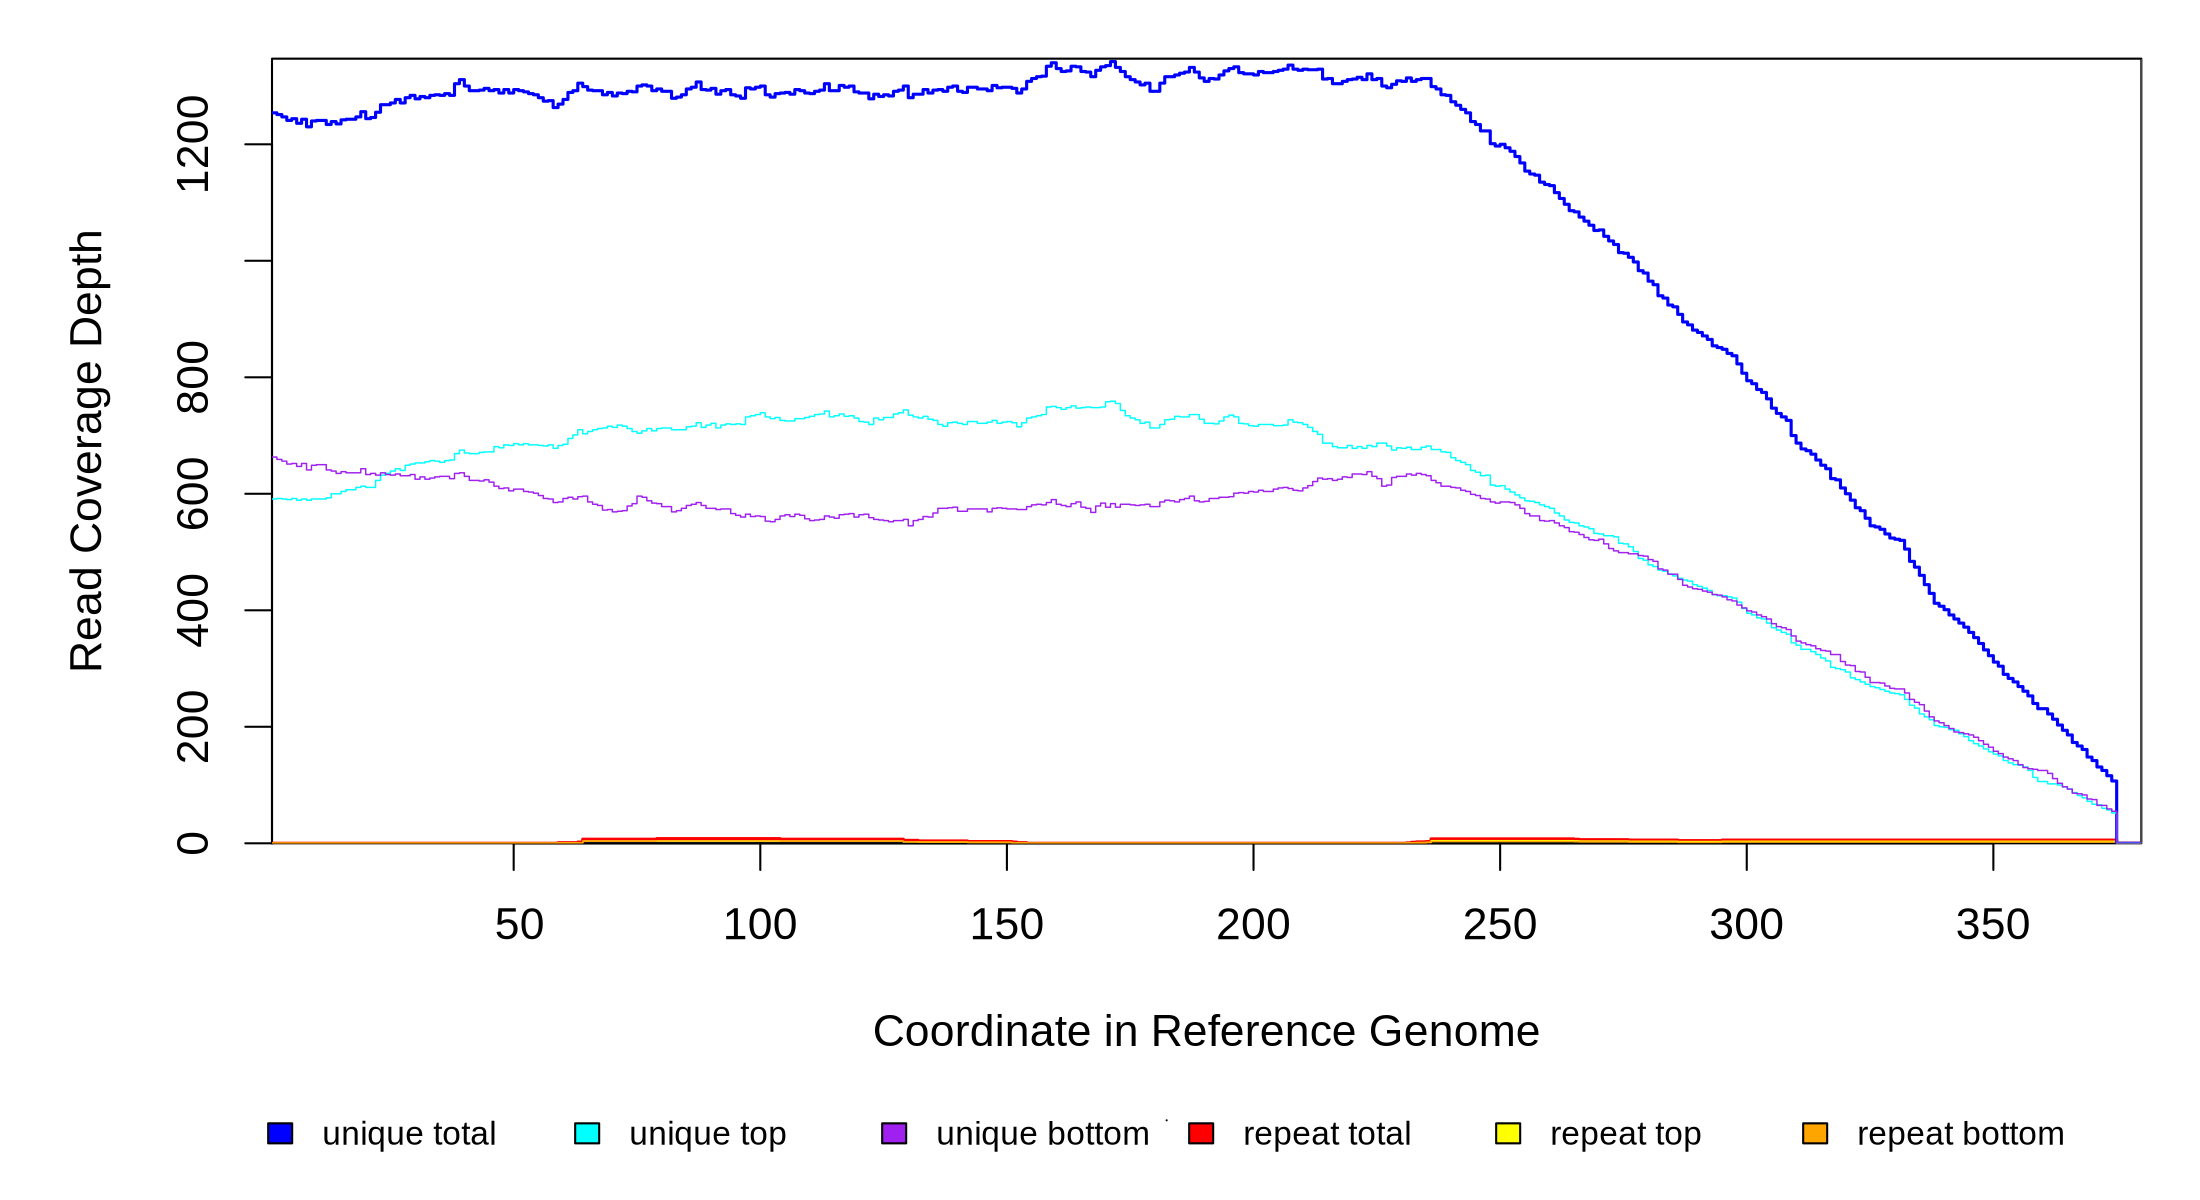 Read Coverage Depth
1200
800
600
400
200
0
50 100 150 200 250 300 350
Coordinate in Reference Genome
unique total unique top unique bottom repeat total repeat top repeat bottom